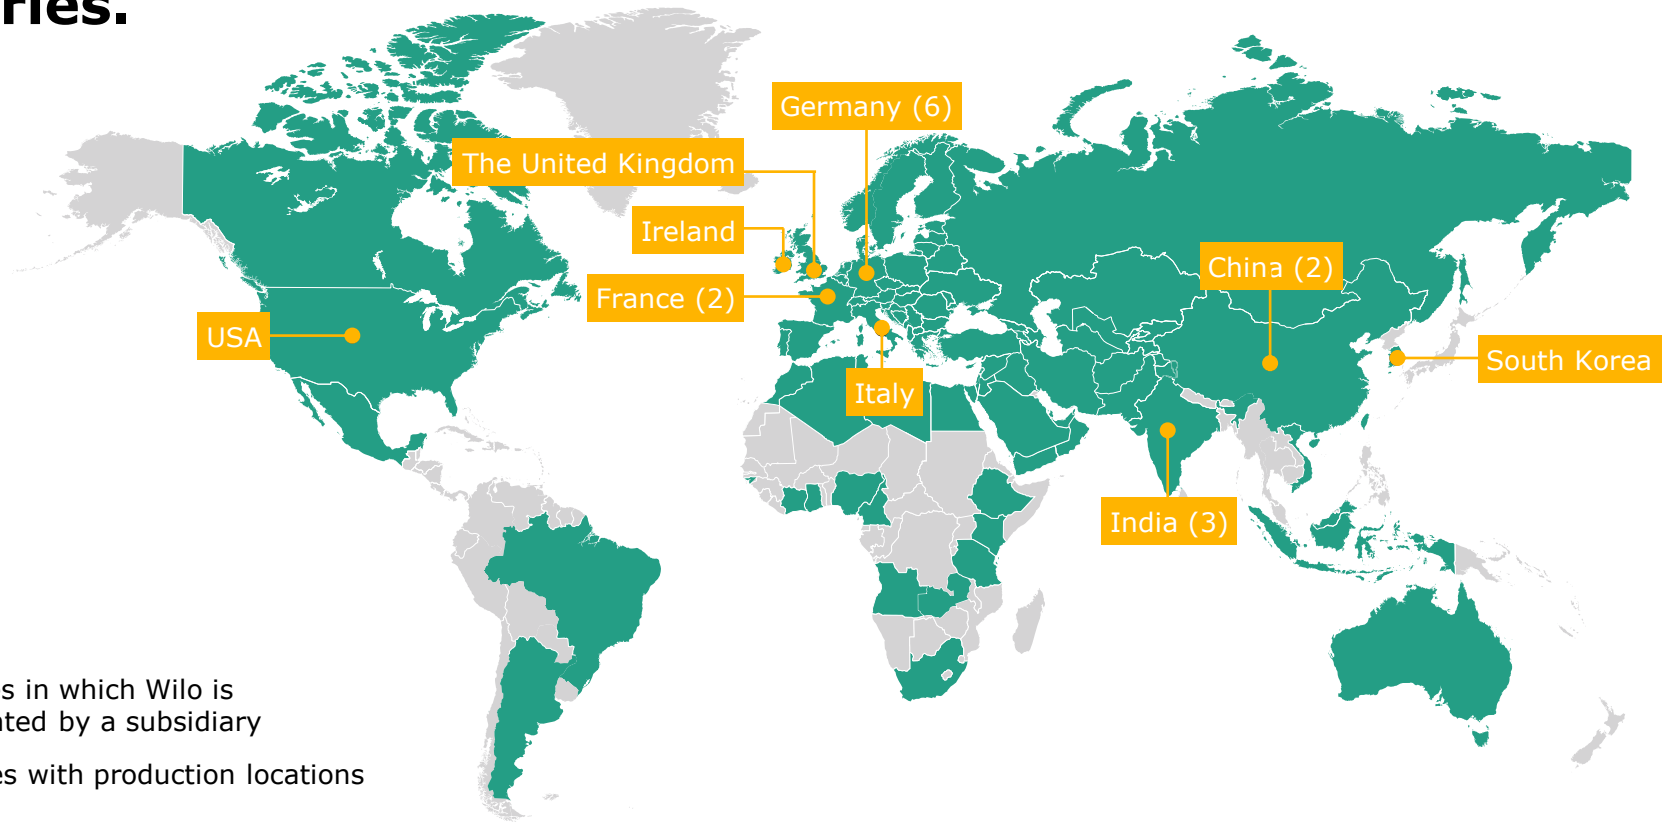 ries.
Germany (6)
The United Kingdom
Ireland
China (2)
France (2)
USA
South Korea
Italy
India (3)
s in which Wilo is
ted by a subsidiary
es with production locations